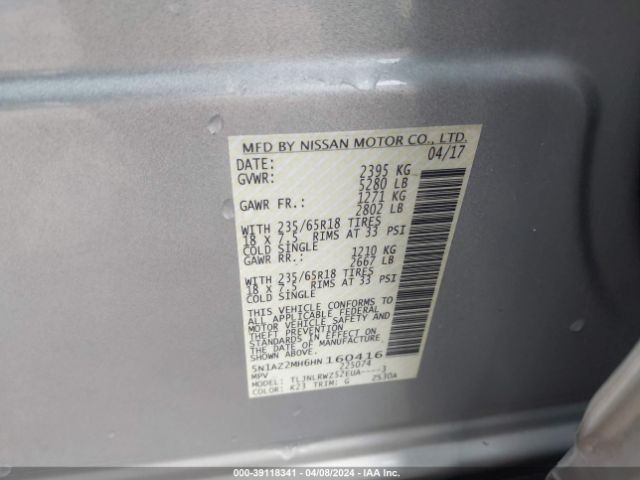 MFD BY NISSAN MOTOR CO., LTD.
DATE: 04/17
GVWR: 2395 KG
5280 LB
GAWR FR.: 1271 KG
2802 LB
WITH 235/65R18 TIRES
18 X 7.5 RIMS AT 33 PSI
COLD SINGLE
GAWR RR.: 1210 KG
2667 LB
WITH 235/65R18 TIRES
18 X 7.5 RIMS AT 33 PSI
COLD SINGLE
THIS VEHICLE CONFORMS TO
ALL APPLICABLE FEDERAL
MOTOR VEHICLE SAFETY AND
THEFT PREVENTION
STANDARDS IN EFFECT ON
THE DATE OF MANUFACTURE
SHOWN ABOVE.
5N1AZ2MH6HN160416
MPV 225074
MODEL: TLJNLRWZ52EUA----3
COLOR: K23 TRIM: G Z530A
000-39118341 - 04/08/2024 - IAA Inc.